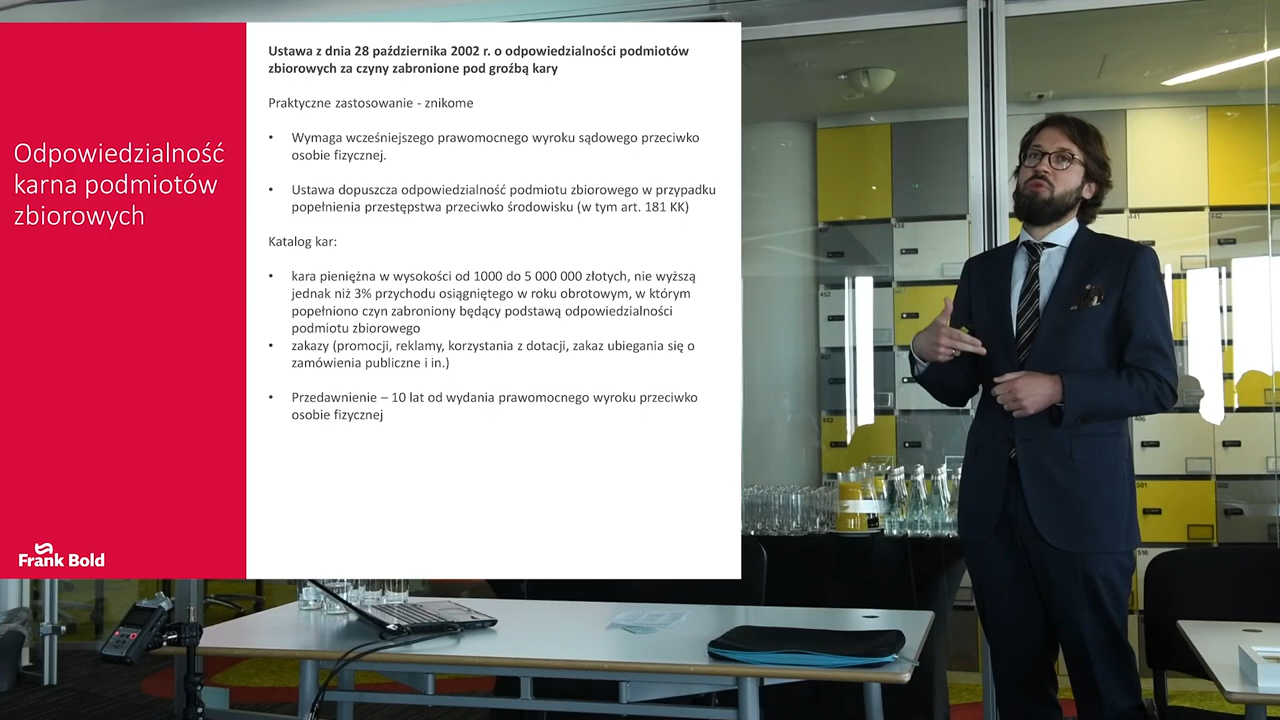 Odpowiedzialność
karna podmiotów
zbiorowych
Frank Bold
Ustawa z dnia 28 października 2002 r. o odpowiedzialności podmiotów
zbiorowych za czyny zabronione pod groźbą kary
Praktyczne zastosowanie - znikome
• Wymaga wcześniejszego prawomocnego wyroku sądowego przeciwko
osobie fizycznej.
• Ustawa dopuszcza odpowiedzialność podmiotu zbiorowego w przypadku
popełnienia przestępstwa przeciwko środowisku (w tym art. 181 KK)
Katalog kar:
• kara pieniężna w wysokości od 1000 do 5 000 000 złotych, nie wyższą
jednak niż 3% przychodu osiągniętego w roku obrotowym, w którym
popełniono czyn zabroniony będący podstawą odpowiedzialności
podmiotu zbiorowego
• zakazy (promocji, reklamy, korzystania z dotacji, zakaz ubiegania się o
zamówienia publiczne i in.)
• Przedawnienie – 10 lat od wydania prawomocnego wyroku przeciwko
osobie fizycznej